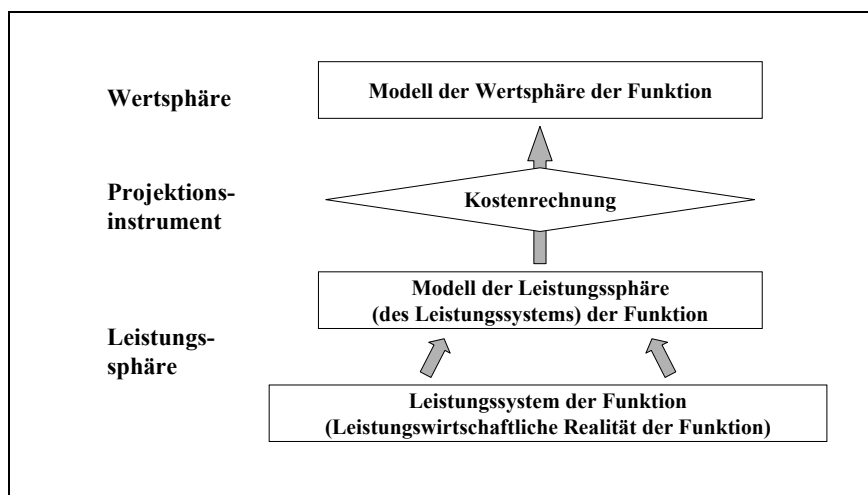 Wertsphäre
Modell der Wertsphäre der Funktion
Projektions-
instrument
Kostenrechnung
Leistungs-
sphäre
Modell der Leistungssphäre
(des Leistungssystems) der Funktion
Leistungssystem der Funktion
(Leistungswirtschaftliche Realität der Funktion)